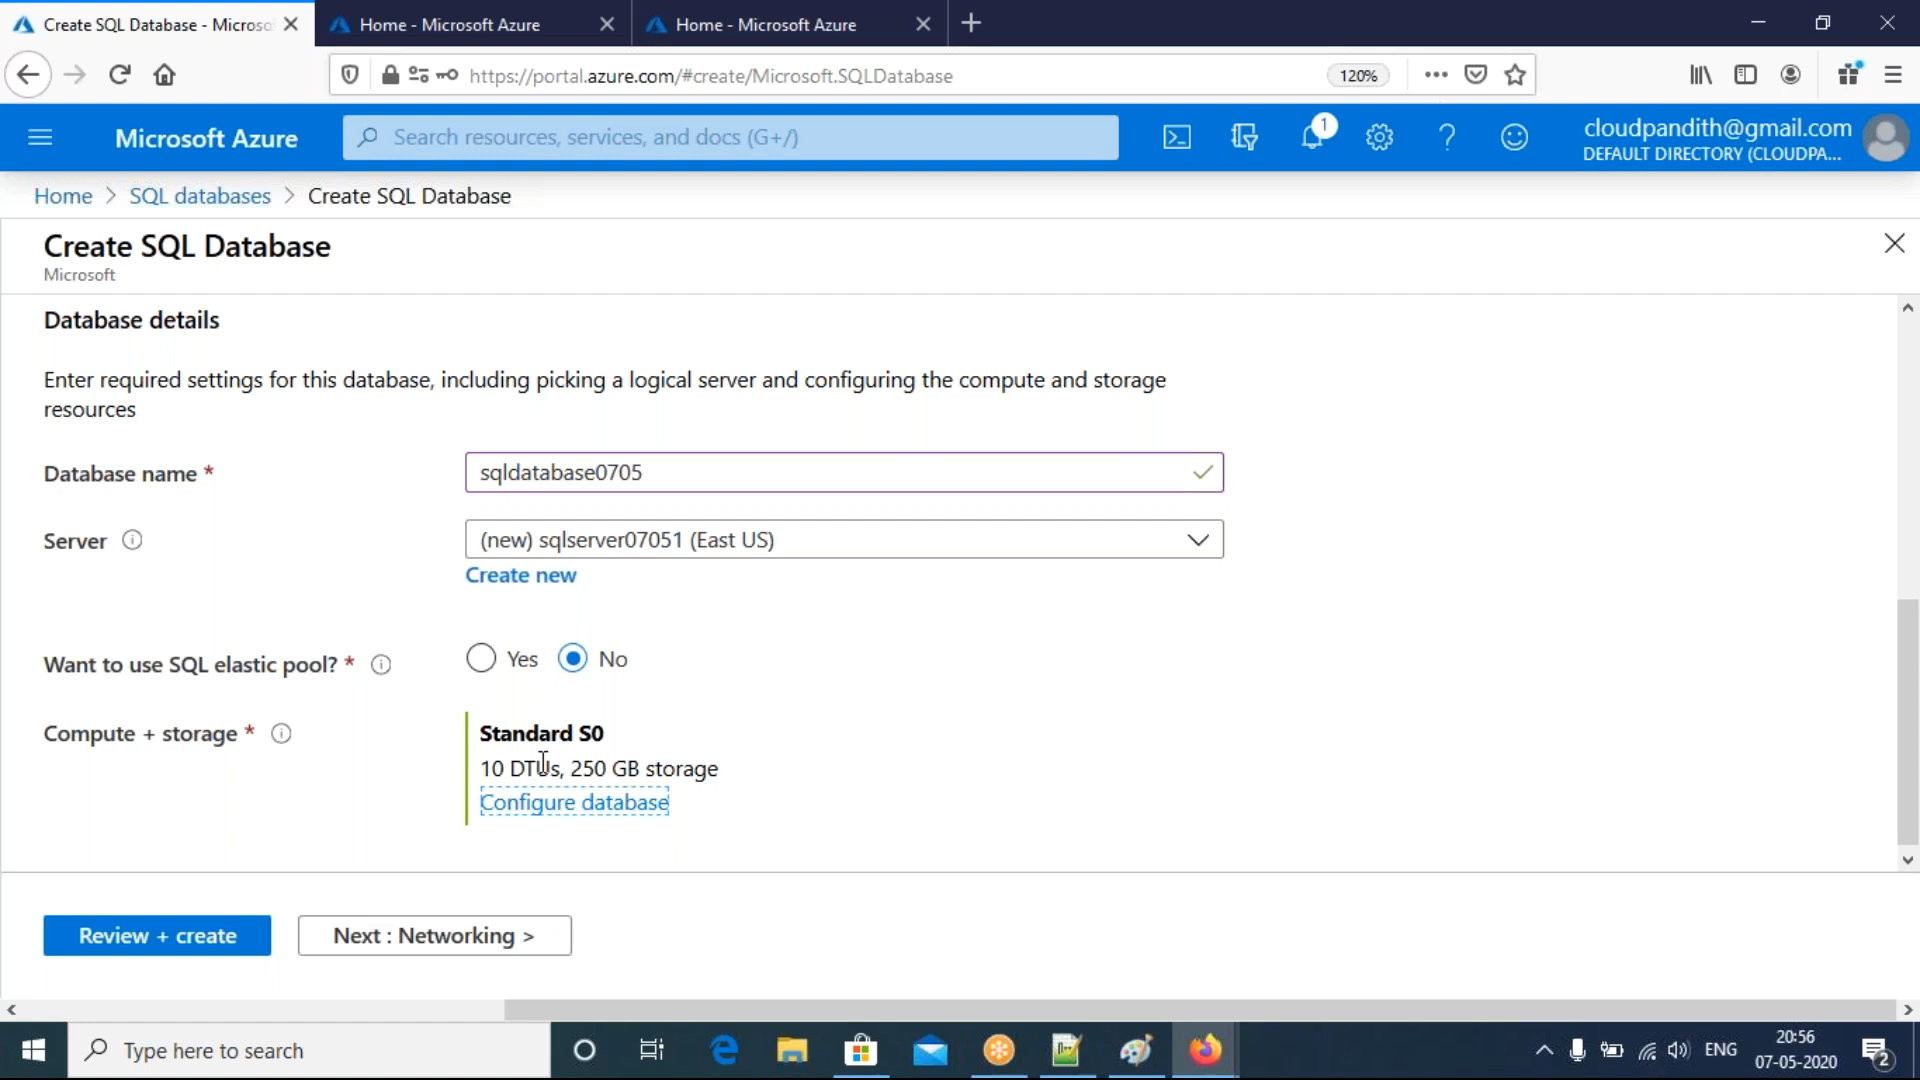 Create SQL Database - Microso
Home - Microsoft Azure
Home - Microsoft Azure
https://portal.azure.com/#create/Microsoft.SQLDatabase
120%
Microsoft Azure
Search resources, services, and docs (G+/)
1
cloudpandith@gmail.com
DEFAULT DIRECTORY (CLOUDPA...
Home > SQL databases > Create SQL Database
Create SQL Database
Microsoft
Database details
Enter required settings for this database, including picking a logical server and configuring the compute and storage
resources
Database name *
sqldatabase0705
Server
(new) sqlserver07051 (East US)
Create new
Want to use SQL elastic pool? *
Yes
No
Compute + storage *
Standard S0
10 DTUs, 250 GB storage
Configure database
Review + create
Next : Networking >
Type here to search
ENG
20:56
07-05-2020
2